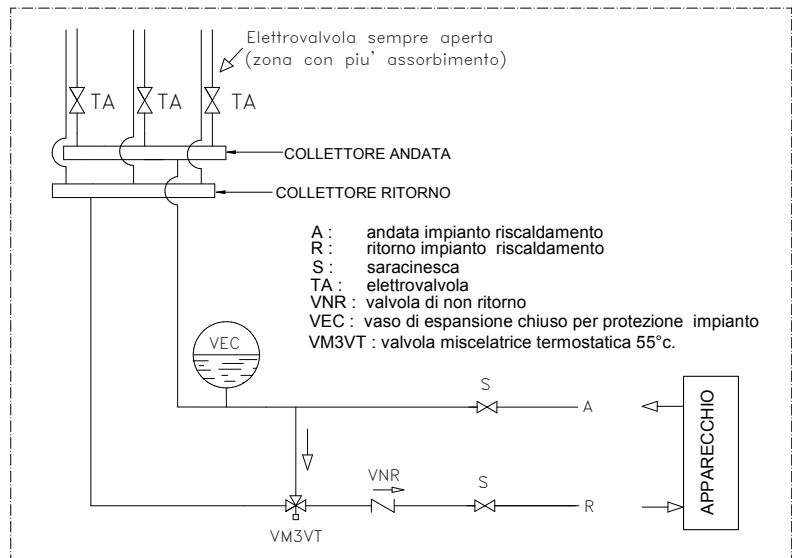 Elettrovalvola sempre aperta
(zona con piu' assorbimento)
TA TA TA
COLLETTORE ANDATA
COLLETTORE RITORNO
A : andata impianto riscaldamento
R : ritorno impianto riscaldamento
S : saracinesca
TA : elettrovalvola
VNR : valvola di non ritorno
VEC : vaso di espansione chiuso per protezione impianto
VM3VT : valvola miscelatrice termostatica 55°c.
VEC
S
A
APPARECCHIO
VNR
S
R
VM3VT